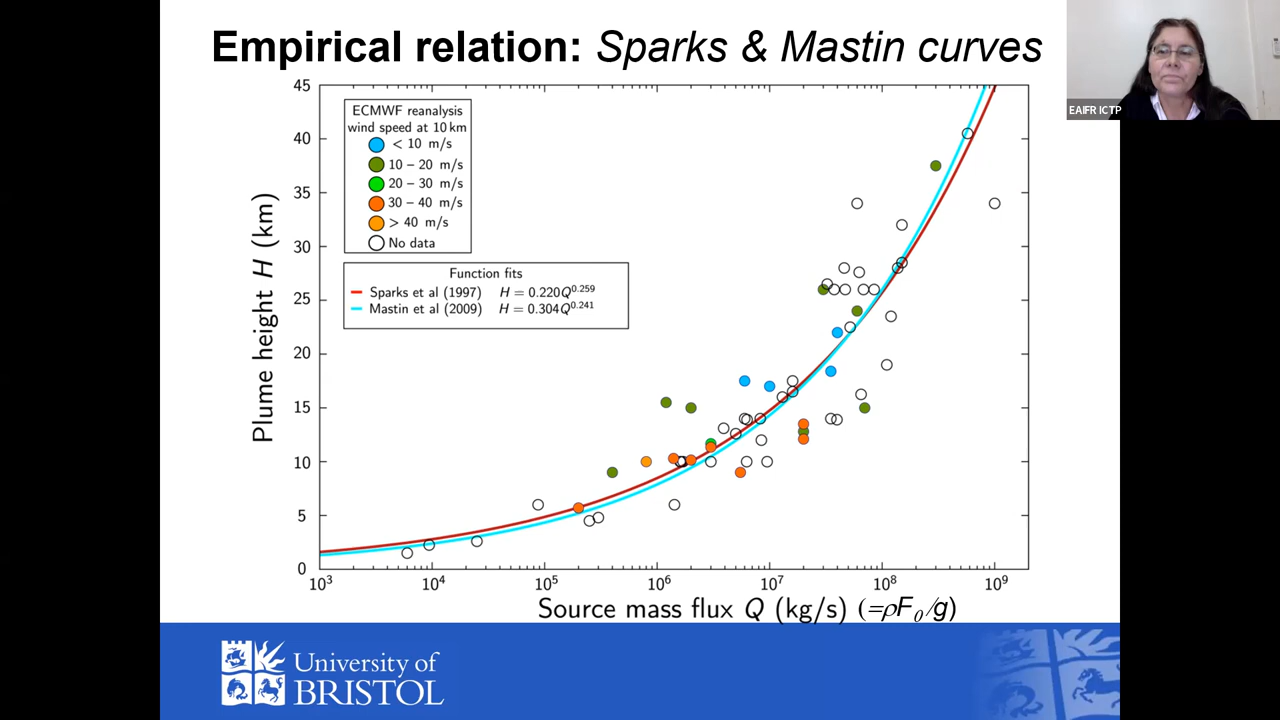 Empirical relation: Sparks & Mastin curves
EAIFR ICTP
45
40
35
30
25
20
15
10
5
0
Plume height H (km)
ECMWF reanalysis
wind speed at 10 km
< 10 m/s
10 – 20 m/s
20 – 30 m/s
30 – 40 m/s
> 40 m/s
No data
Function fits
Sparks et al (1997) H = 0.220Q^0.259
Mastin et al (2009) H = 0.304Q^0.241
10^3 10^4 10^5 10^6 10^7 10^8 10^9
Source mass flux Q (kg/s) (=ρF₀/g)
University of
BRISTOL